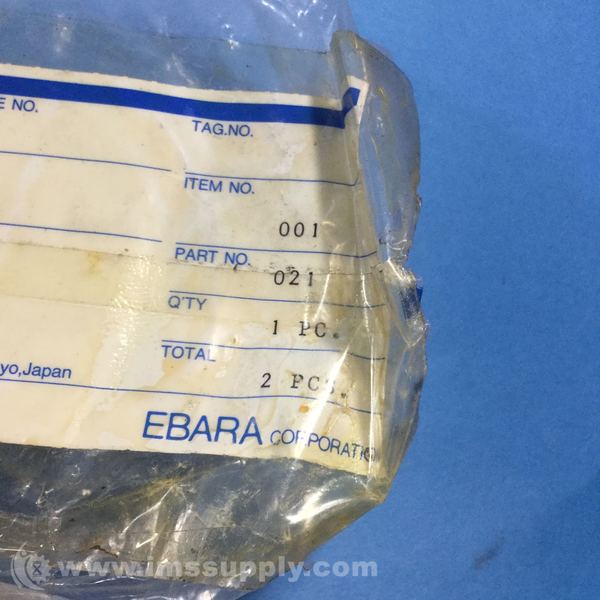 E NO.
TAG.NO.
ITEM NO.
001
PART NO.
021
Q'TY
1 PC.
TOTAL
2 PCS.
yo,Japan
EBARA CORPORATIO
www.imssupply.com